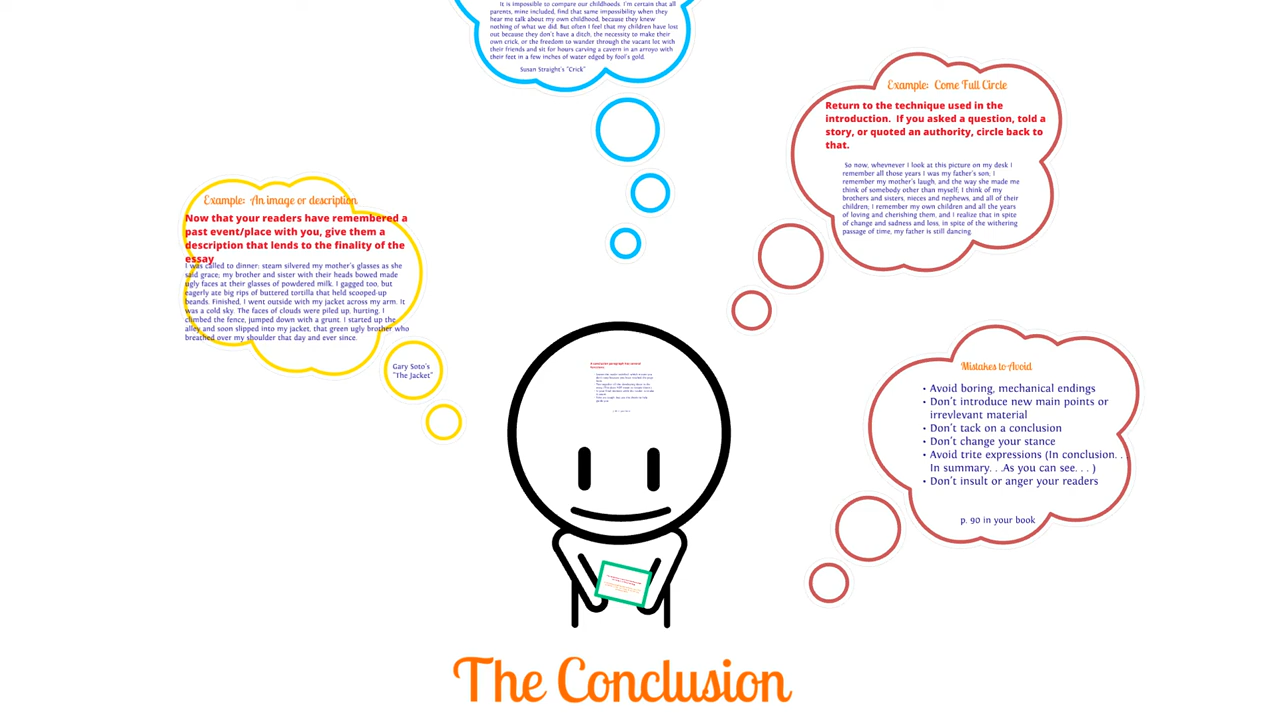 It is impossible to compare our childhoods. I'm certain that all
parents, mine included, find that same impossibility when they
hear me talk about my own childhood, because they knew
nothing of what we did. But often I feel that my children have lost
out because they don't have a ditch, the necessity to make their
own crick, or the freedom to wander through the vacant lot with
their friends and sit for hours carving a cavern in an arroyo with
their feet in a few inches of water edged by fool's gold.
Susan Straight's "Crick"
Example: Come Full Circle
Return to the technique used in the
introduction. If you asked a question, told a
story, or quoted an authority, circle back to
that.
So now, whevnever I look at this picture on my desk I
remember all those years I was my father's son, I
remember my mother's laugh, and the way she made me
think of somebody other than myself, I think of my
brothers and sisters, nieces and nephews, and all of their
children, I remember my own children and all the years
of loving and cherishing them, and I realize that in spite
of change and sadness and loss, in spite of the withering
passage of time, my father is still dancing.
Example: An image or description
Now that your readers have remembered a
past event/place with you, give them a
description that lends to the finality of the
essay
I was called to dinner: steam silvered my mother's glasses as she
said grace; my brother and sister with their heads bowed made
ugly faces at their glasses of powdered milk. I gagged too, but
eagerly ate big rips of buttered tortilla that held scooped-up
beands. Finished, I went outside with my jacket across my arm. It
was a cold sky. The faces of clouds were piled up, hurting. I
climbed the fence, jumped down with a grunt. I started up the
alley and soon slipped into my jacket, that green ugly brother who
breathed over my shoulder that day and ever since.
Gary Soto's
"The Jacket"
Mistakes to Avoid
• Avoid boring, mechanical endings
• Don't introduce new main points or
irrevlevant material
• Don't tack on a conclusion
• Don't change your stance
• Avoid trite expressions (In conclusion. . .
In summary. . .As you can see. . . )
• Don't insult or anger your readers
p. 90 in your book
The Conclusion